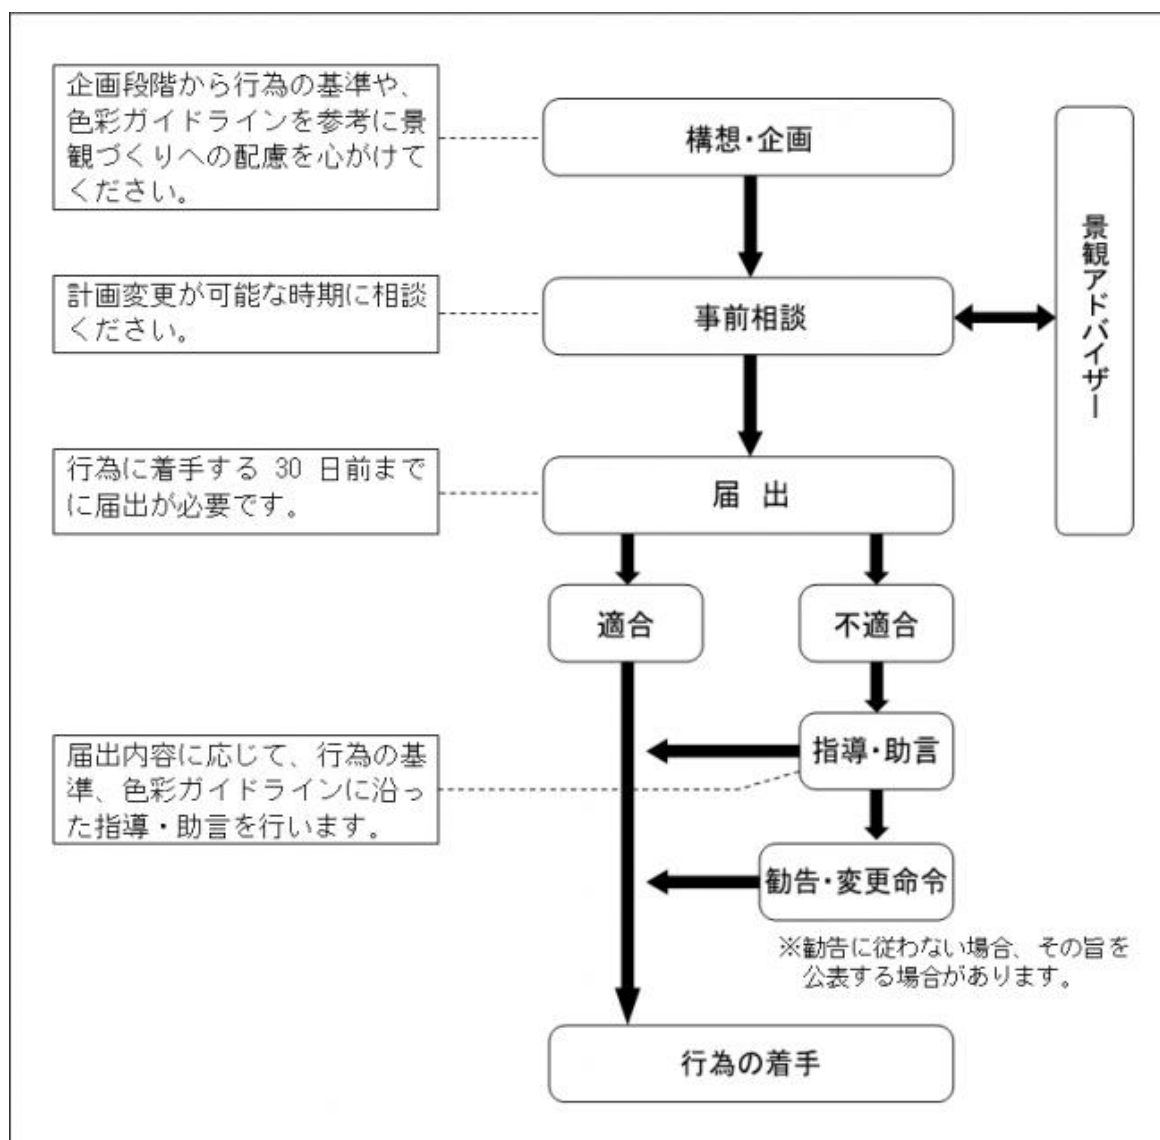 企画段階から行為の基準や、
色彩ガイドラインを参考に景
観づくりへの配慮を心がけて
ください。
構想・企画
計画変更が可能な時期に相談
ください。
事前相談
景観アドバイザー
行為に着手する 30 日前まで
に届出が必要です。
届 出
適合
不適合
届出内容に応じて、行為の基
準、色彩ガイドラインに沿っ
た指導・助言を行います。
指導・助言
勧告・変更命令
※勧告に従わない場合、その旨を
公表する場合があります。
行為の着手